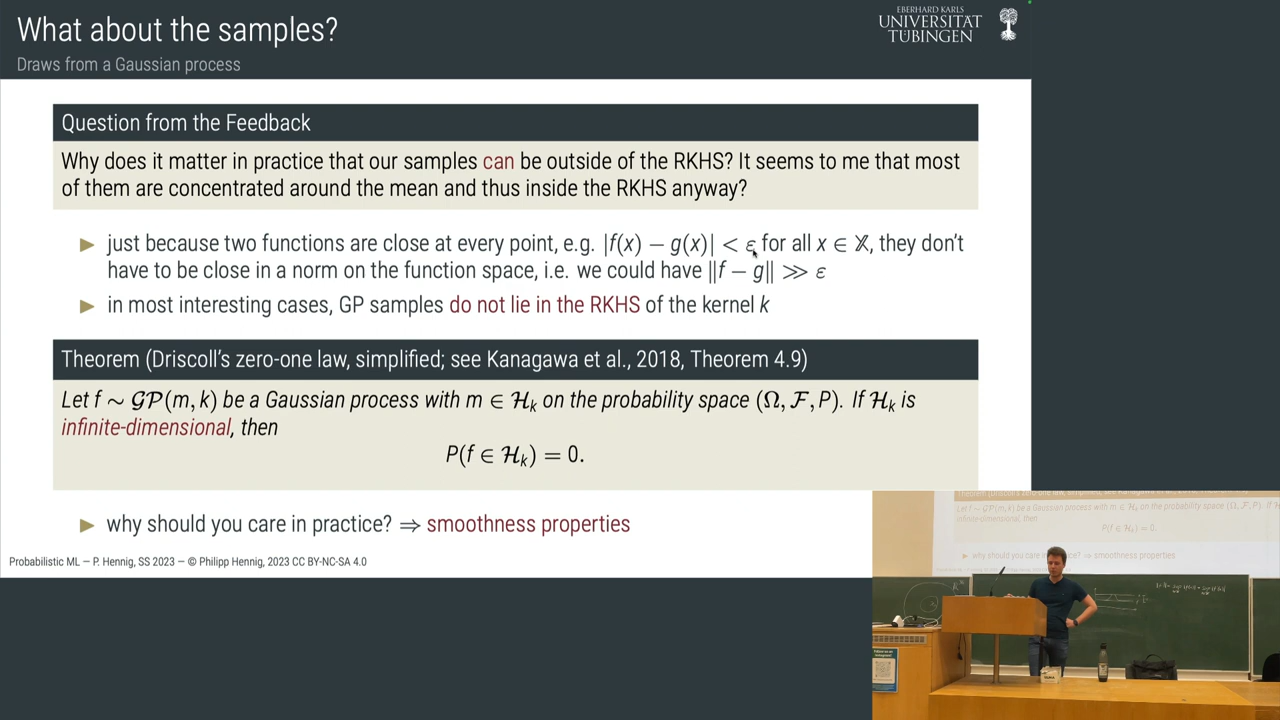 What about the samples?
Draws from a Gaussian process
EBERHARD KARLS
UNIVERSITÄT
TÜBINGEN
Question from the Feedback
Why does it matter in practice that our samples can be outside of the RKHS? It seems to me that most
of them are concentrated around the mean and thus inside the RKHS anyway?
▶ just because two functions are close at every point, e.g. |f(x) − g(x)| < ε for all x ∈ 𝕏, they don't
have to be close in a norm on the function space, i.e. we could have ‖f − g‖ ≫ ε
▶ in most interesting cases, GP samples do not lie in the RKHS of the kernel k
Theorem (Driscoll's zero-one law, simplified; see Kanagawa et al., 2018, Theorem 4.9)
Let f ∼ 𝒢𝒫(m, k) be a Gaussian process with m ∈ ℋₖ on the probability space (Ω, ℱ, P). If ℋₖ is
infinite-dimensional, then
P(f ∈ ℋₖ) = 0.
▶ why should you care in practice? ⇒ smoothness properties
Probabilistic ML — P. Hennig, SS 2023 — © Philipp Hennig, 2023 CC BY-NC-SA 4.0